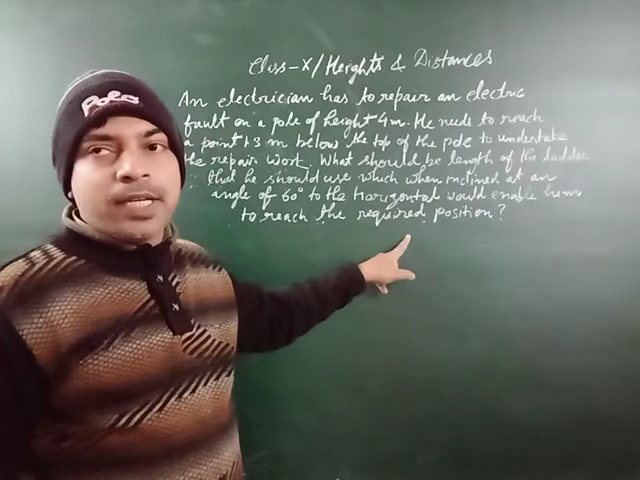 Class-X/Heights & Distances
An electrician has to repair an electric
fault on a pole of height 4m. He needs to reach
a point 1.3 m below the top of the pole to undertake
the repair work. What should be length of the ladder
that he should use which when inclined at an
angle of 60° to the Horizontal would enable him
to reach the required position?
Polo